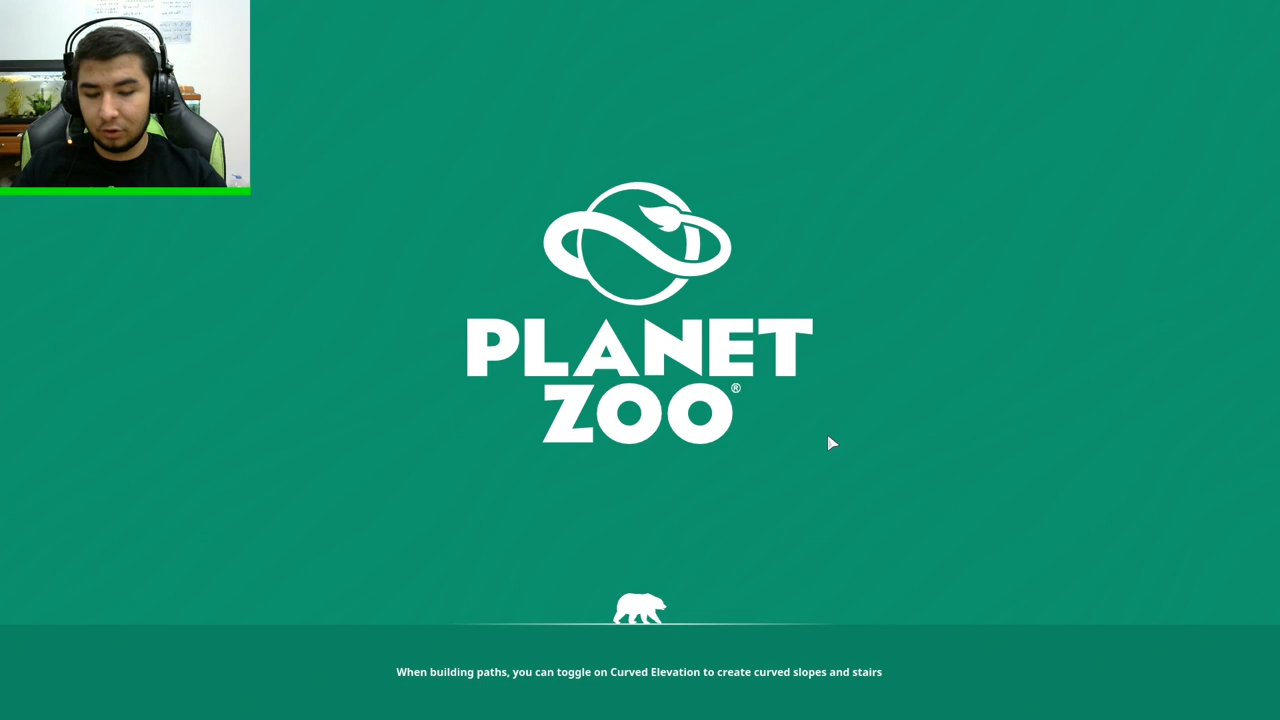 PLANET
ZOO®
When building paths, you can toggle on Curved Elevation to create curved slopes and stairs